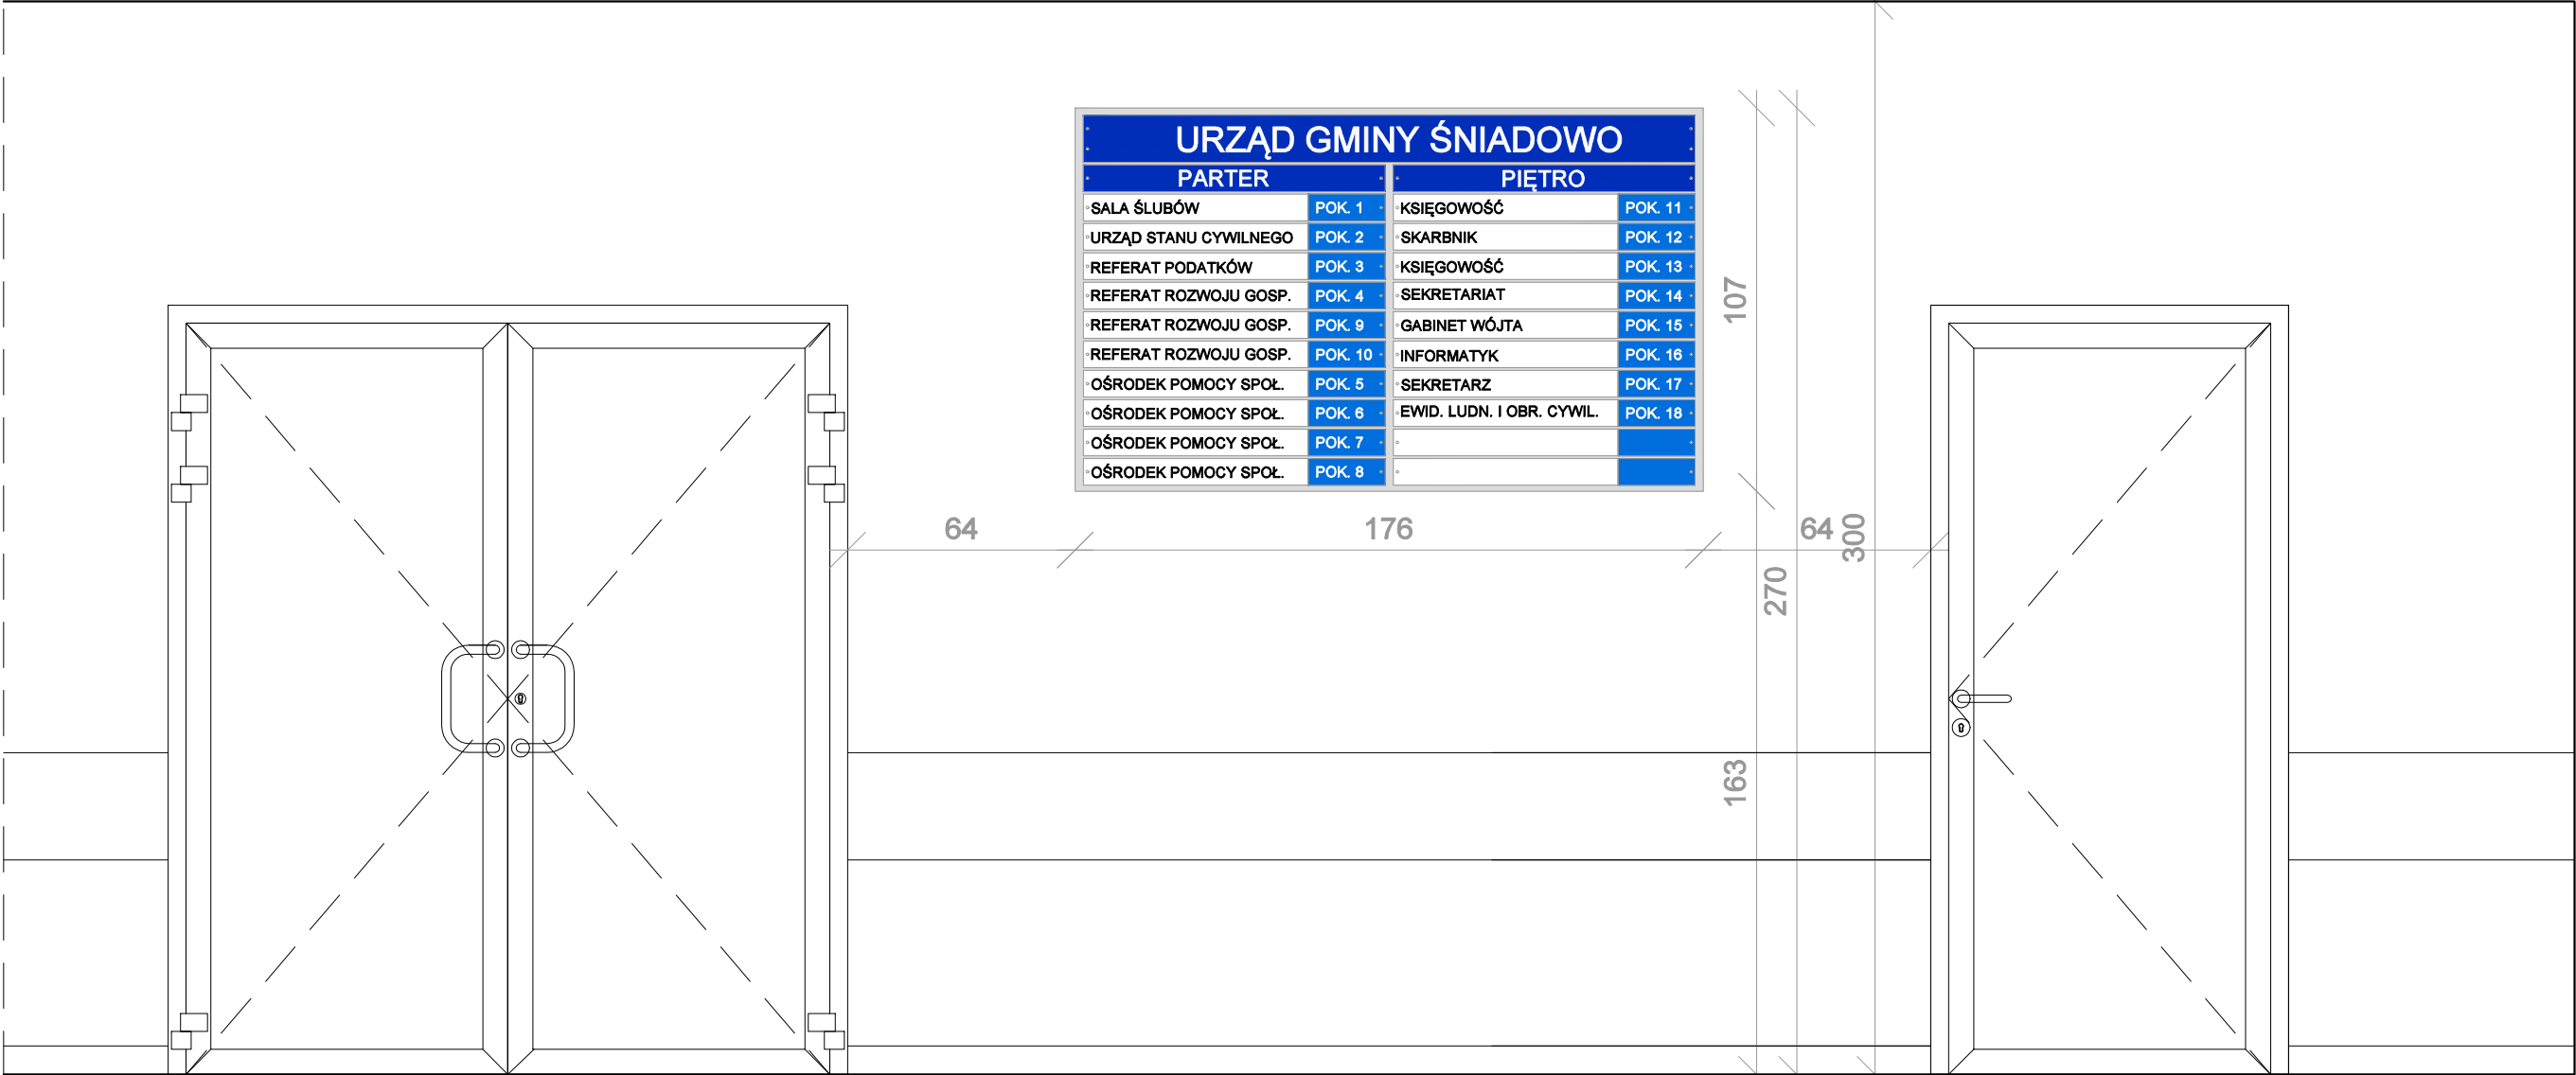 URZĄD GMINY ŚNIADOWO
PARTER
SALA ŚLUBÓW POK. 1
URZĄD STANU CYWILNEGO POK. 2
REFERAT PODATKÓW POK. 3
REFERAT ROZWOJU GOSP. POK. 4
REFERAT ROZWOJU GOSP. POK. 9
REFERAT ROZWOJU GOSP. POK. 10
OŚRODEK POMOCY SPOŁ. POK. 5
OŚRODEK POMOCY SPOŁ. POK. 6
OŚRODEK POMOCY SPOŁ. POK. 7
OŚRODEK POMOCY SPOŁ. POK. 8
PIĘTRO
KSIĘGOWOŚĆ POK. 11
SKARBNIK POK. 12
KSIĘGOWOŚĆ POK. 13
SEKRETARIAT POK. 14
GABINET WÓJTA POK. 15
INFORMATYK POK. 16
SEKRETARZ POK. 17
EWID. LUDN. I OBR. CYWIL. POK. 18
107
64
176
64
300
270
163